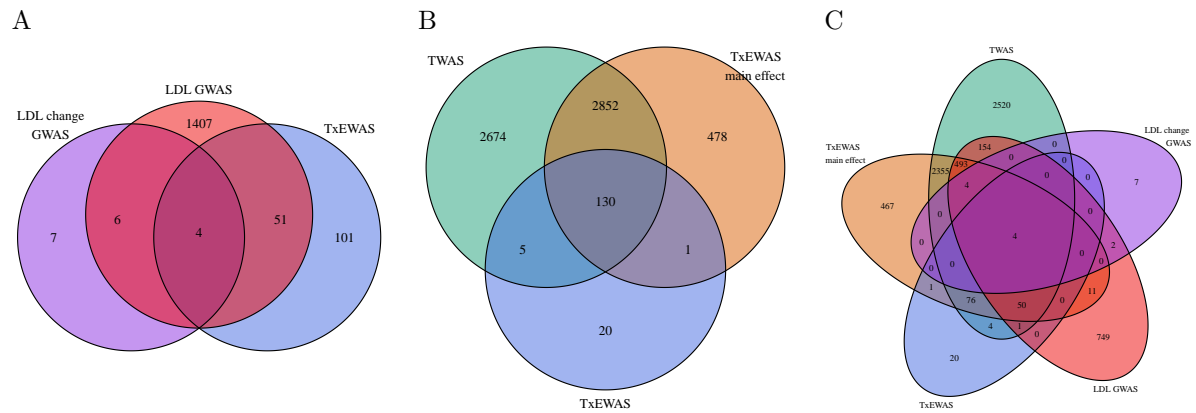 A
LDL change
GWAS
LDL GWAS
TxEWAS
1407
7
6
4
51
101
B
TWAS
TxEWAS
main effect
2852
2674
478
130
5
1
20
TxEWAS
C
TWAS
2520
LDL change
GWAS
TxEWAS
main effect
154
0
0
0
493
2355
4
0
0
7
467
0
0
4
0
2
0
0
0
0
0
1
76
50
0
11
4
1
0
749
20
LDL GWAS
TxEWAS